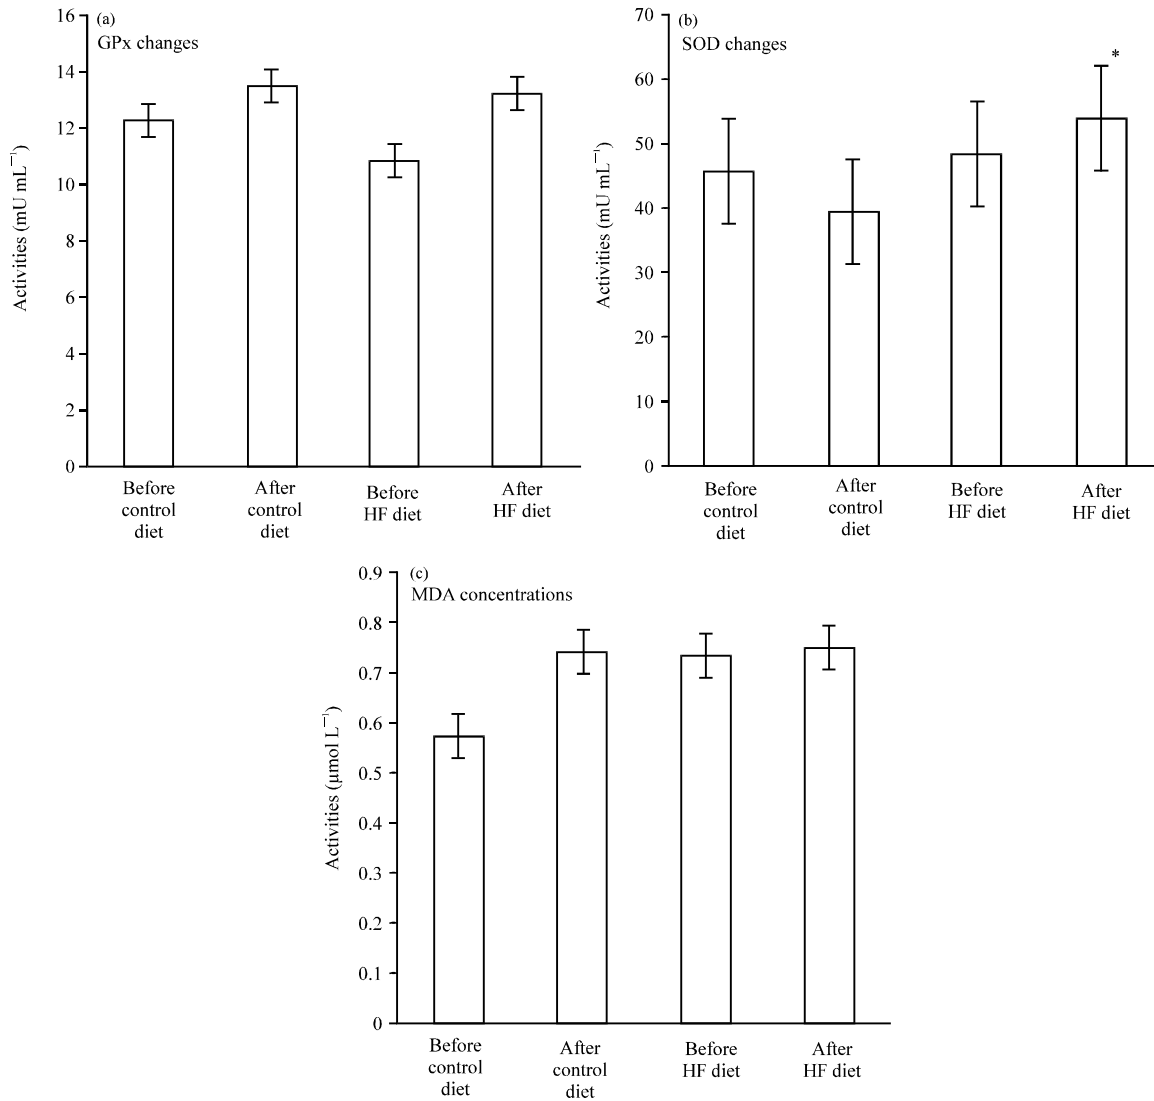 (a)
GPx changes
16
14
12
10
8
6
4
2
0
Activities (mU mL⁻¹)
Before
control
diet
After
control
diet
Before
HF diet
After
HF diet
(b)
SOD changes
*
70
60
50
40
30
20
10
0
Activities (mU mL⁻¹)
Before
control
diet
After
control
diet
Before
HF diet
After
HF diet
(c)
MDA concentrations
0.9
0.8
0.7
0.6
0.5
0.4
0.3
0.2
0.1
0
Activities (μmol L⁻¹)
Before
control
diet
After
control
diet
Before
HF diet
After
HF diet